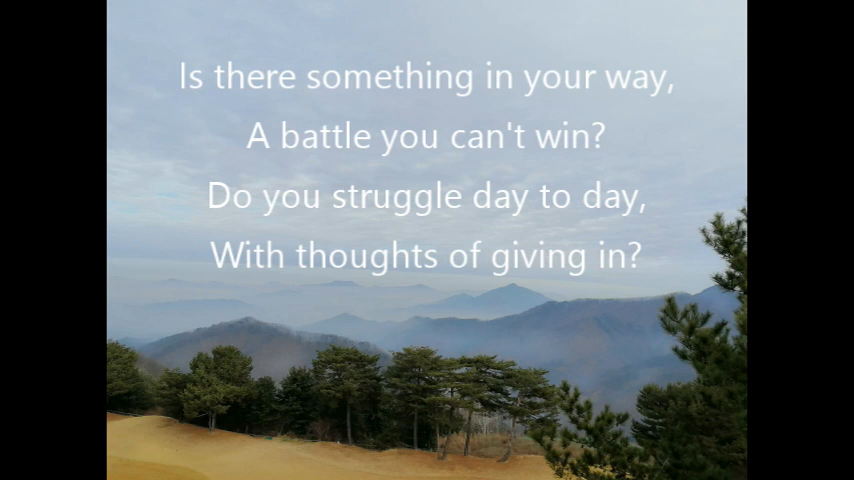 Is there something in your way,
A battle you can't win?
Do you struggle day to day,
With thoughts of giving in?